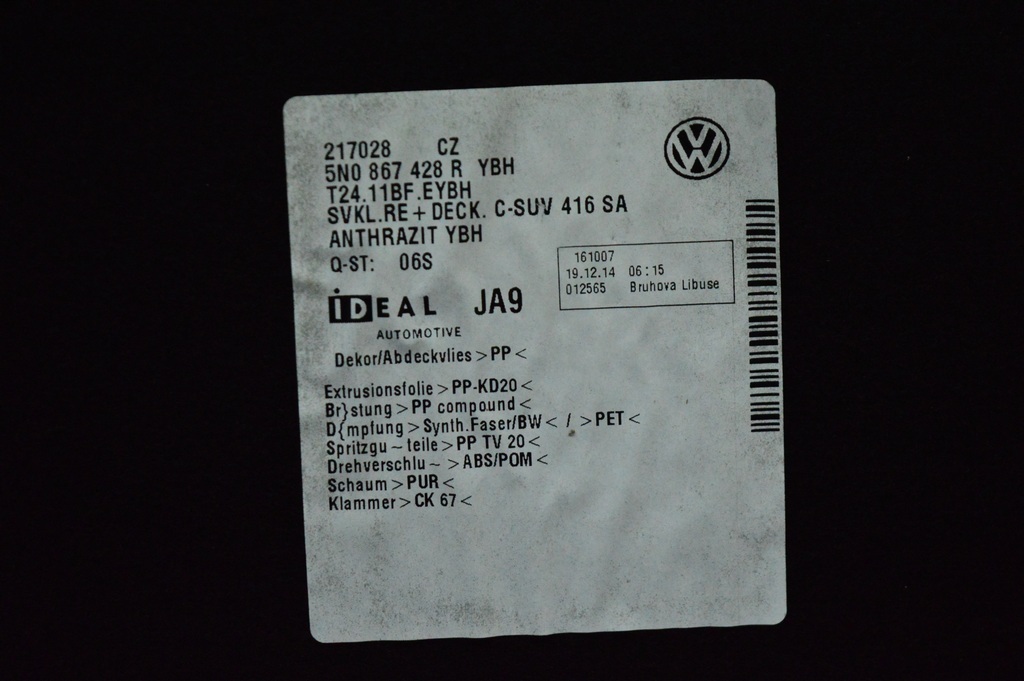 217028 CZ
5N0 867 428 R YBH
T24.11BF.EYBH
SVKL.RE+DECK. C-SUV 416 SA
ANTHRAZIT YBH
Q-ST: 06S
161007
19.12.14 06:15
012565 Bruhova Libuse
iDEAL JA9
AUTOMOTIVE
Dekor/Abdeckvlies>PP<
Extrusionsfolie>PP-KD20<
Br}stung>PP compound<
D{mpfung>Synth.Faser/BW< / >PET<
Spritzgu~teile>PP TV 20<
Drehverschlu~ >ABS/POM<
Schaum>PUR<
Klammer>CK 67<
VW